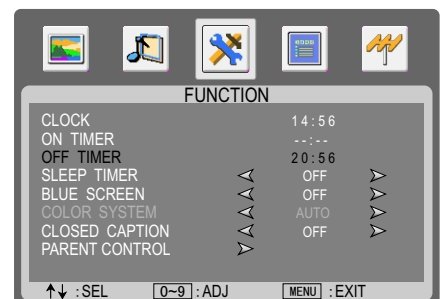 FUNCTION
CLOCK 14:56
ON TIMER --:--
OFF TIMER 20:56
SLEEP TIMER OFF
BLUE SCREEN OFF
COLOR SYSTEM AUTO
CLOSED CAPTION OFF
PARENT CONTROL
:SEL 0~9 :ADJ MENU :EXIT